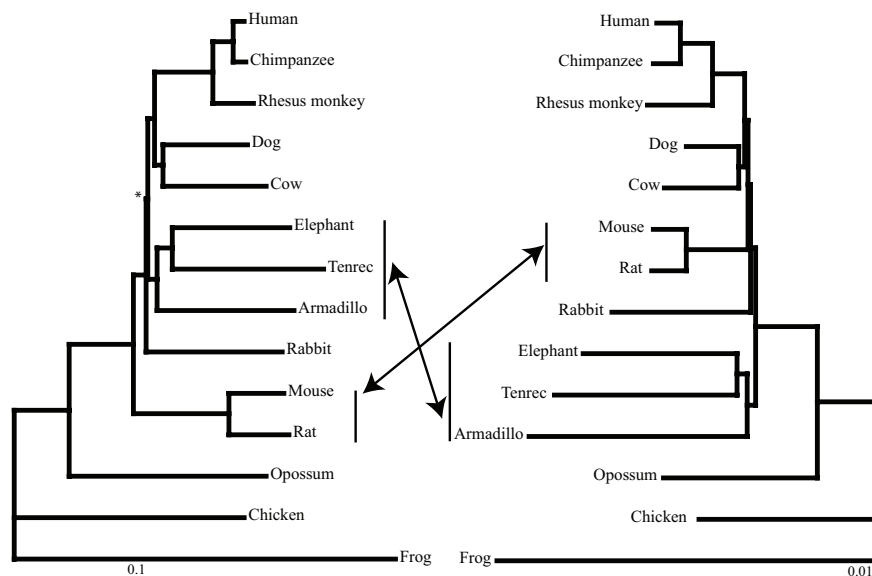 Human
Chimpanzee
Rhesus monkey
Dog
Cow
*
Elephant
Tenrec
Armadillo
Rabbit
Mouse
Rat
Opossum
Chicken
Frog
0.1
Human
Chimpanzee
Rhesus monkey
Dog
Cow
Mouse
Rat
Rabbit
Elephant
Tenrec
Armadillo
Opossum
Chicken
Frog
0.01